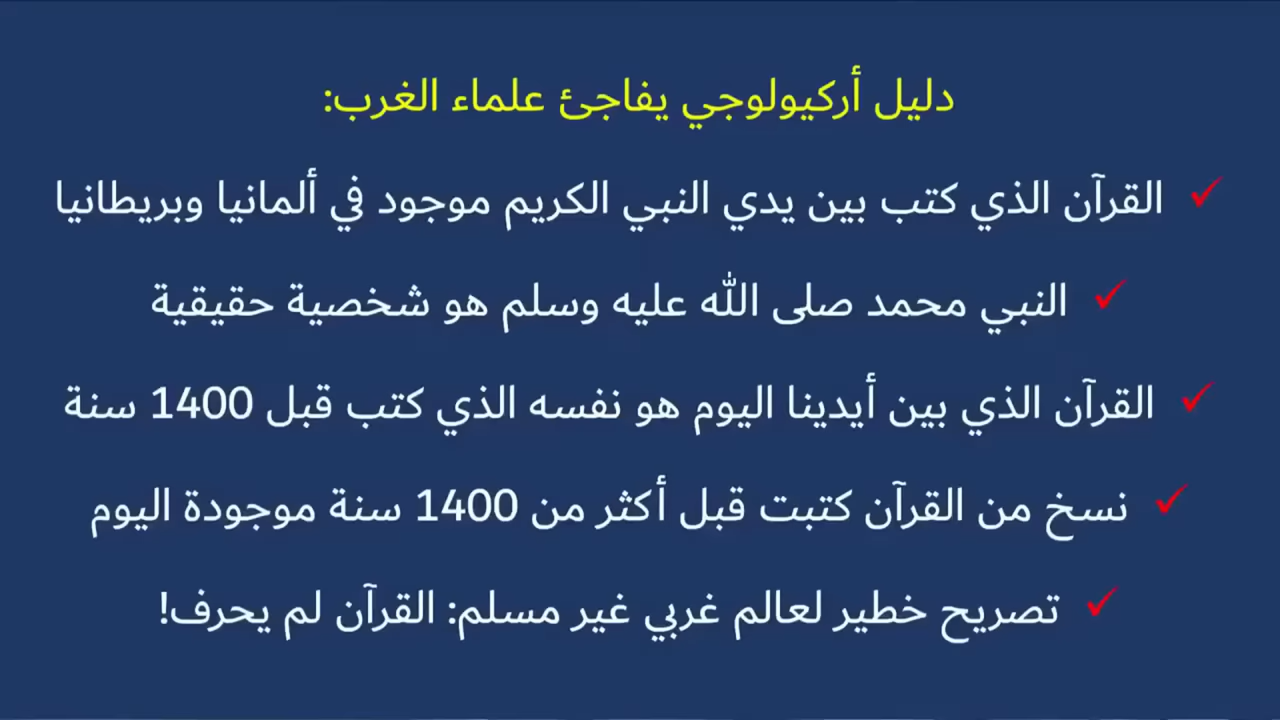 دليل أركيولوجي يفاجئ علماء الغرب:
✓ القرآن الذي كتب بين يدي النبي الكريم موجود في ألمانيا وبريطانيا
✓ النبي محمد صلى الله عليه وسلم هو شخصية حقيقية
✓ القرآن الذي بين أيدينا اليوم هو نفسه الذي كتب قبل 1400 سنة
✓ نسخ من القرآن كتبت قبل أكثر من 1400 سنة موجودة اليوم
✓ تصريح خطير لعالم غربي غير مسلم: القرآن لم يحرف!